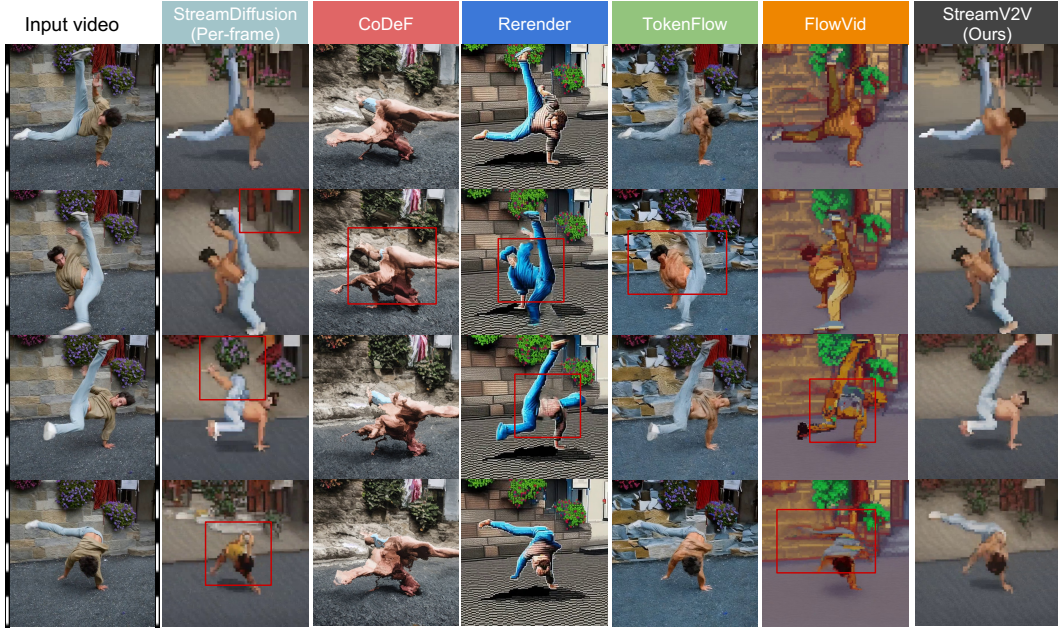 Input video
StreamDiffusion
(Per-frame)
CoDeF
Rerender
TokenFlow
FlowVid
StreamV2V
(Ours)